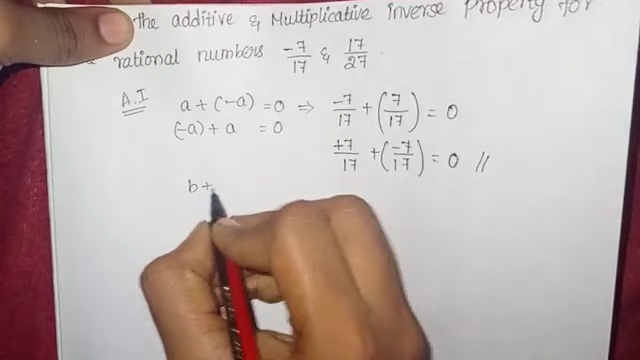 the additive & Multiplicative inverse Property for
rational numbers -7/17 & 17/27 .
A.I a + (-a) = 0 ⇒ -7/17 + (7/17) = 0
(-a) + a = 0
+7/17 + (-7/17) = 0 //
b+